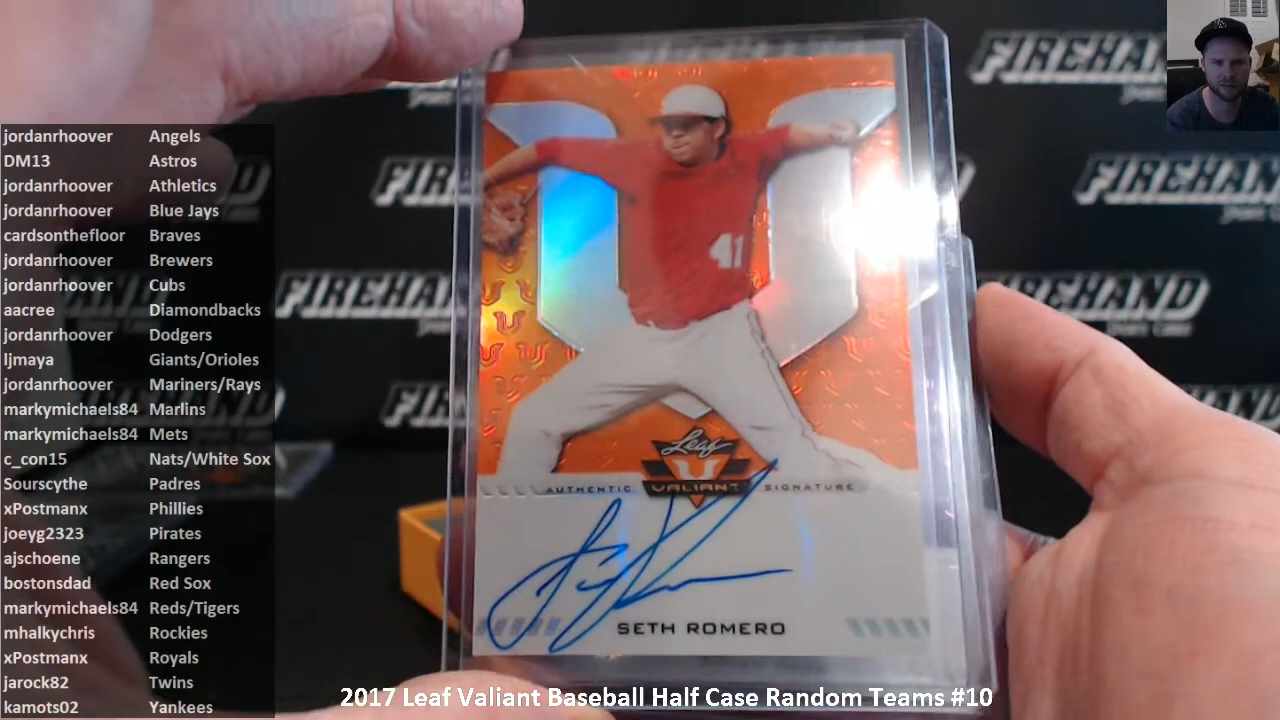 jordanrhoover Angels
DM13 Astros
jordanrhoover Athletics
jordanrhoover Blue Jays
cardsonthefloor Braves
jordanrhoover Brewers
jordanrhoover Cubs
aacree Diamondbacks
jordanrhoover Dodgers
ljmaya Giants/Orioles
jordanrhoover Mariners/Rays
markymichaels84 Marlins
markymichaels84 Mets
c_con15 Nats/White Sox
Sourscythe Padres
xPostmanx Phillies
joeyg2323 Pirates
ajschoene Rangers
bostonsdad Red Sox
markymichaels84 Reds/Tigers
mhalkychris Rockies
xPostmanx Royals
jarock82 Twins
kamots02 Yankees
FIREHAND
FIREHAND
FIREHAND
41
Leaf
AUTHENTIC VALIANT SIGNATURE
SETH ROMERO
2017 Leaf Valiant Baseball Half Case Random Teams #10